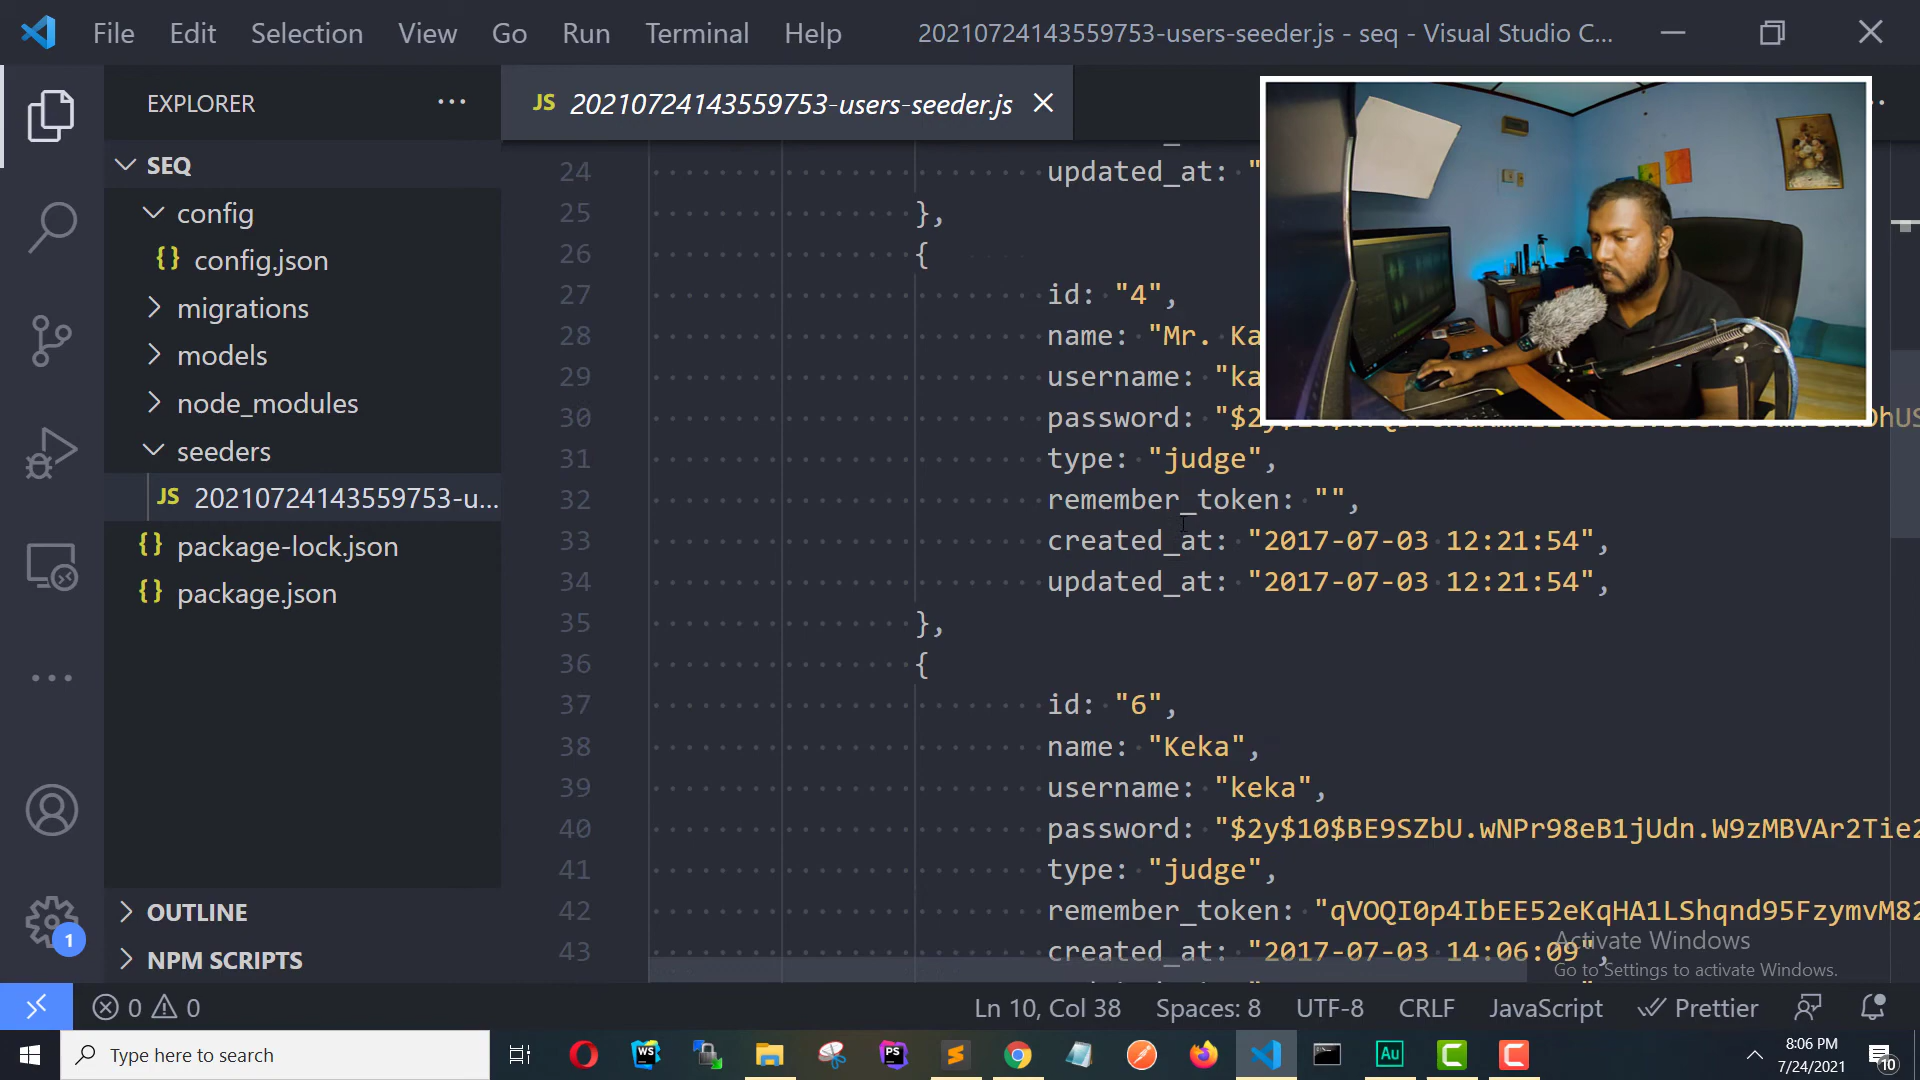 File Edit Selection View Go Run Terminal Help 20210724143559753-users-seeder.js - seq - Visual Studio C...
EXPLORER
JS 20210724143559753-users-seeder.js
SEQ
config
{} config.json
migrations
models
node_modules
seeders
JS 20210724143559753-u...
{} package-lock.json
{} package.json
OUTLINE
NPM SCRIPTS
24 updated_at: "
25 },
26 {
27 id: "4",
28 name: "Mr. Ka
29 username: "ka
30 password: "$2
31 type: "judge",
32 remember_token: "",
33 created_at: "2017-07-03 12:21:54",
34 updated_at: "2017-07-03 12:21:54",
35 },
36 {
37 id: "6",
38 name: "Keka",
39 username: "keka",
40 password: "$2y$10$BE9SZbU.wNPr98eB1jUdn.W9zMBVAr2Tie2
41 type: "judge",
42 remember_token: "qVOQI0p4IbEE52eKqHA1LShqnd95FzymvM82
43 created_at: "2017-07-03 14:06:09",
Activate Windows
Go to Settings to activate Windows.
1
0 0 Ln 10, Col 38 Spaces: 8 UTF-8 CRLF JavaScript Prettier
Type here to search
WS
PS
Au
8:06 PM
7/24/2021
10